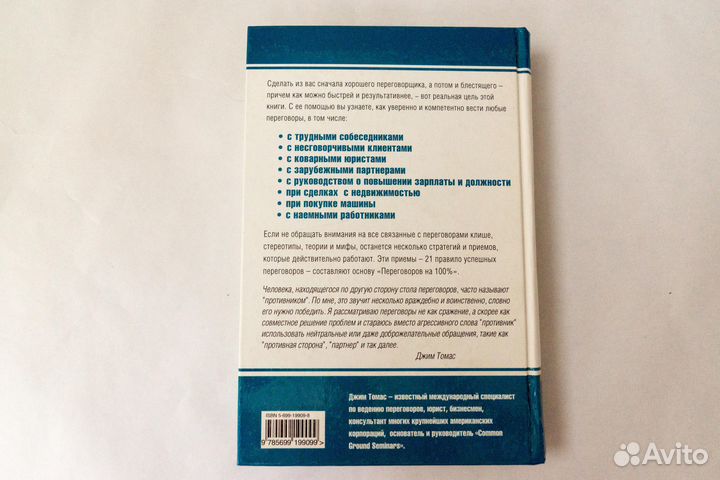 Сделать из вас сначала хорошего переговорщика, а потом и блестящего –
причем как можно быстрей и результативнее, – вот реальная цель этой
книги. С ее помощью вы узнаете, как уверенно и компетентно вести любые
переговоры, в том числе:
• с трудными собеседниками
• с несговорчивыми клиентами
• с коварными юристами
• с зарубежными партнерами
• с руководством о повышении зарплаты и должности
• при сделках с недвижимостью
• при покупке машины
• с наемными работниками
Если не обращать внимания на все связанные с переговорами клише,
стереотипы, теории и мифы, останется несколько стратегий и приемов,
которые действительно работают. Эти приемы – 21 правило успешных
переговоров – составляют основу «Переговоров на 100%».
Человека, находящегося по другую сторону стола переговоров, часто называют
"противником". По мне, это звучит несколько враждебно и воинственно, словно
его нужно победить. Я рассматриваю переговоры не как сражение, а скорее как
совместное решение проблем и стараюсь вместо агрессивного слова "противник"
использовать нейтральные или даже доброжелательные обращения, такие как
"противная сторона", "партнер" и так далее.
Джим Томас
ISBN 5-699-19909-8
9 785699 199099 >
Джим Томас – известный международный специалист
по ведению переговоров, юрист, бизнесмен,
консультант многих крупнейших американских
корпораций, основатель и руководитель «Common
Ground Seminars».
Avito